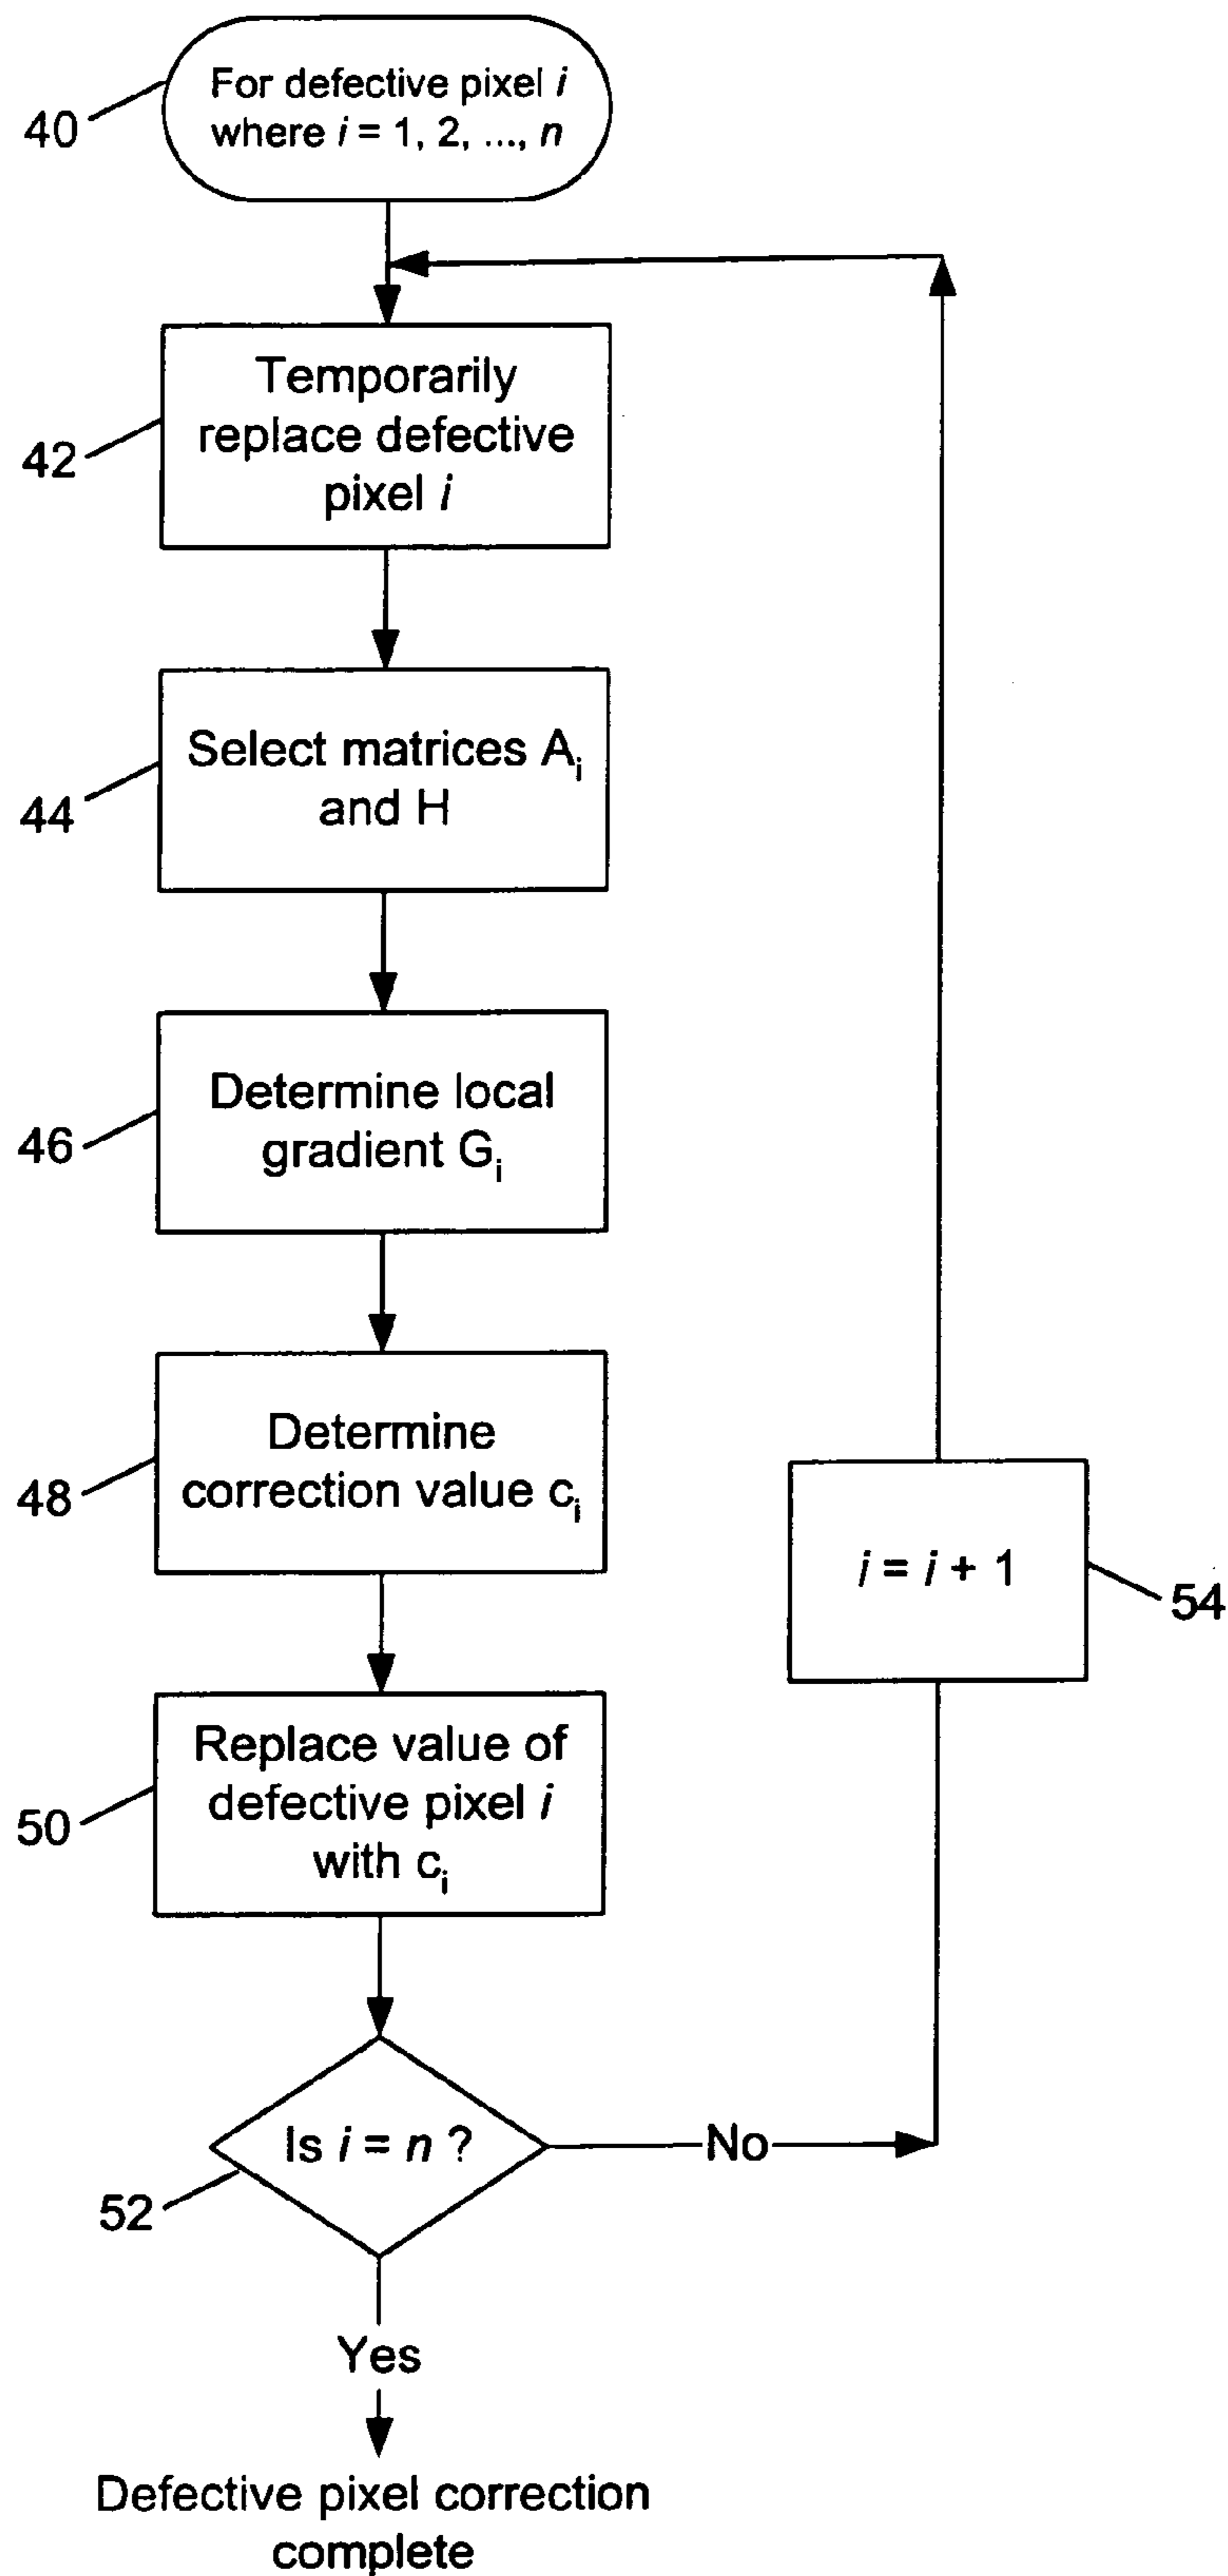 For defective pixel i
where i = 1, 2, ..., n
40
Temporarily
replace defective
pixel i
42
Select matrices Aᵢ
and H
44
Determine local
gradient Gᵢ
46
Determine
correction value cᵢ
48
Replace value of
defective pixel i
with cᵢ
50
i = i + 1
54
Is i = n ?
No
52
Yes
Defective pixel correction
complete